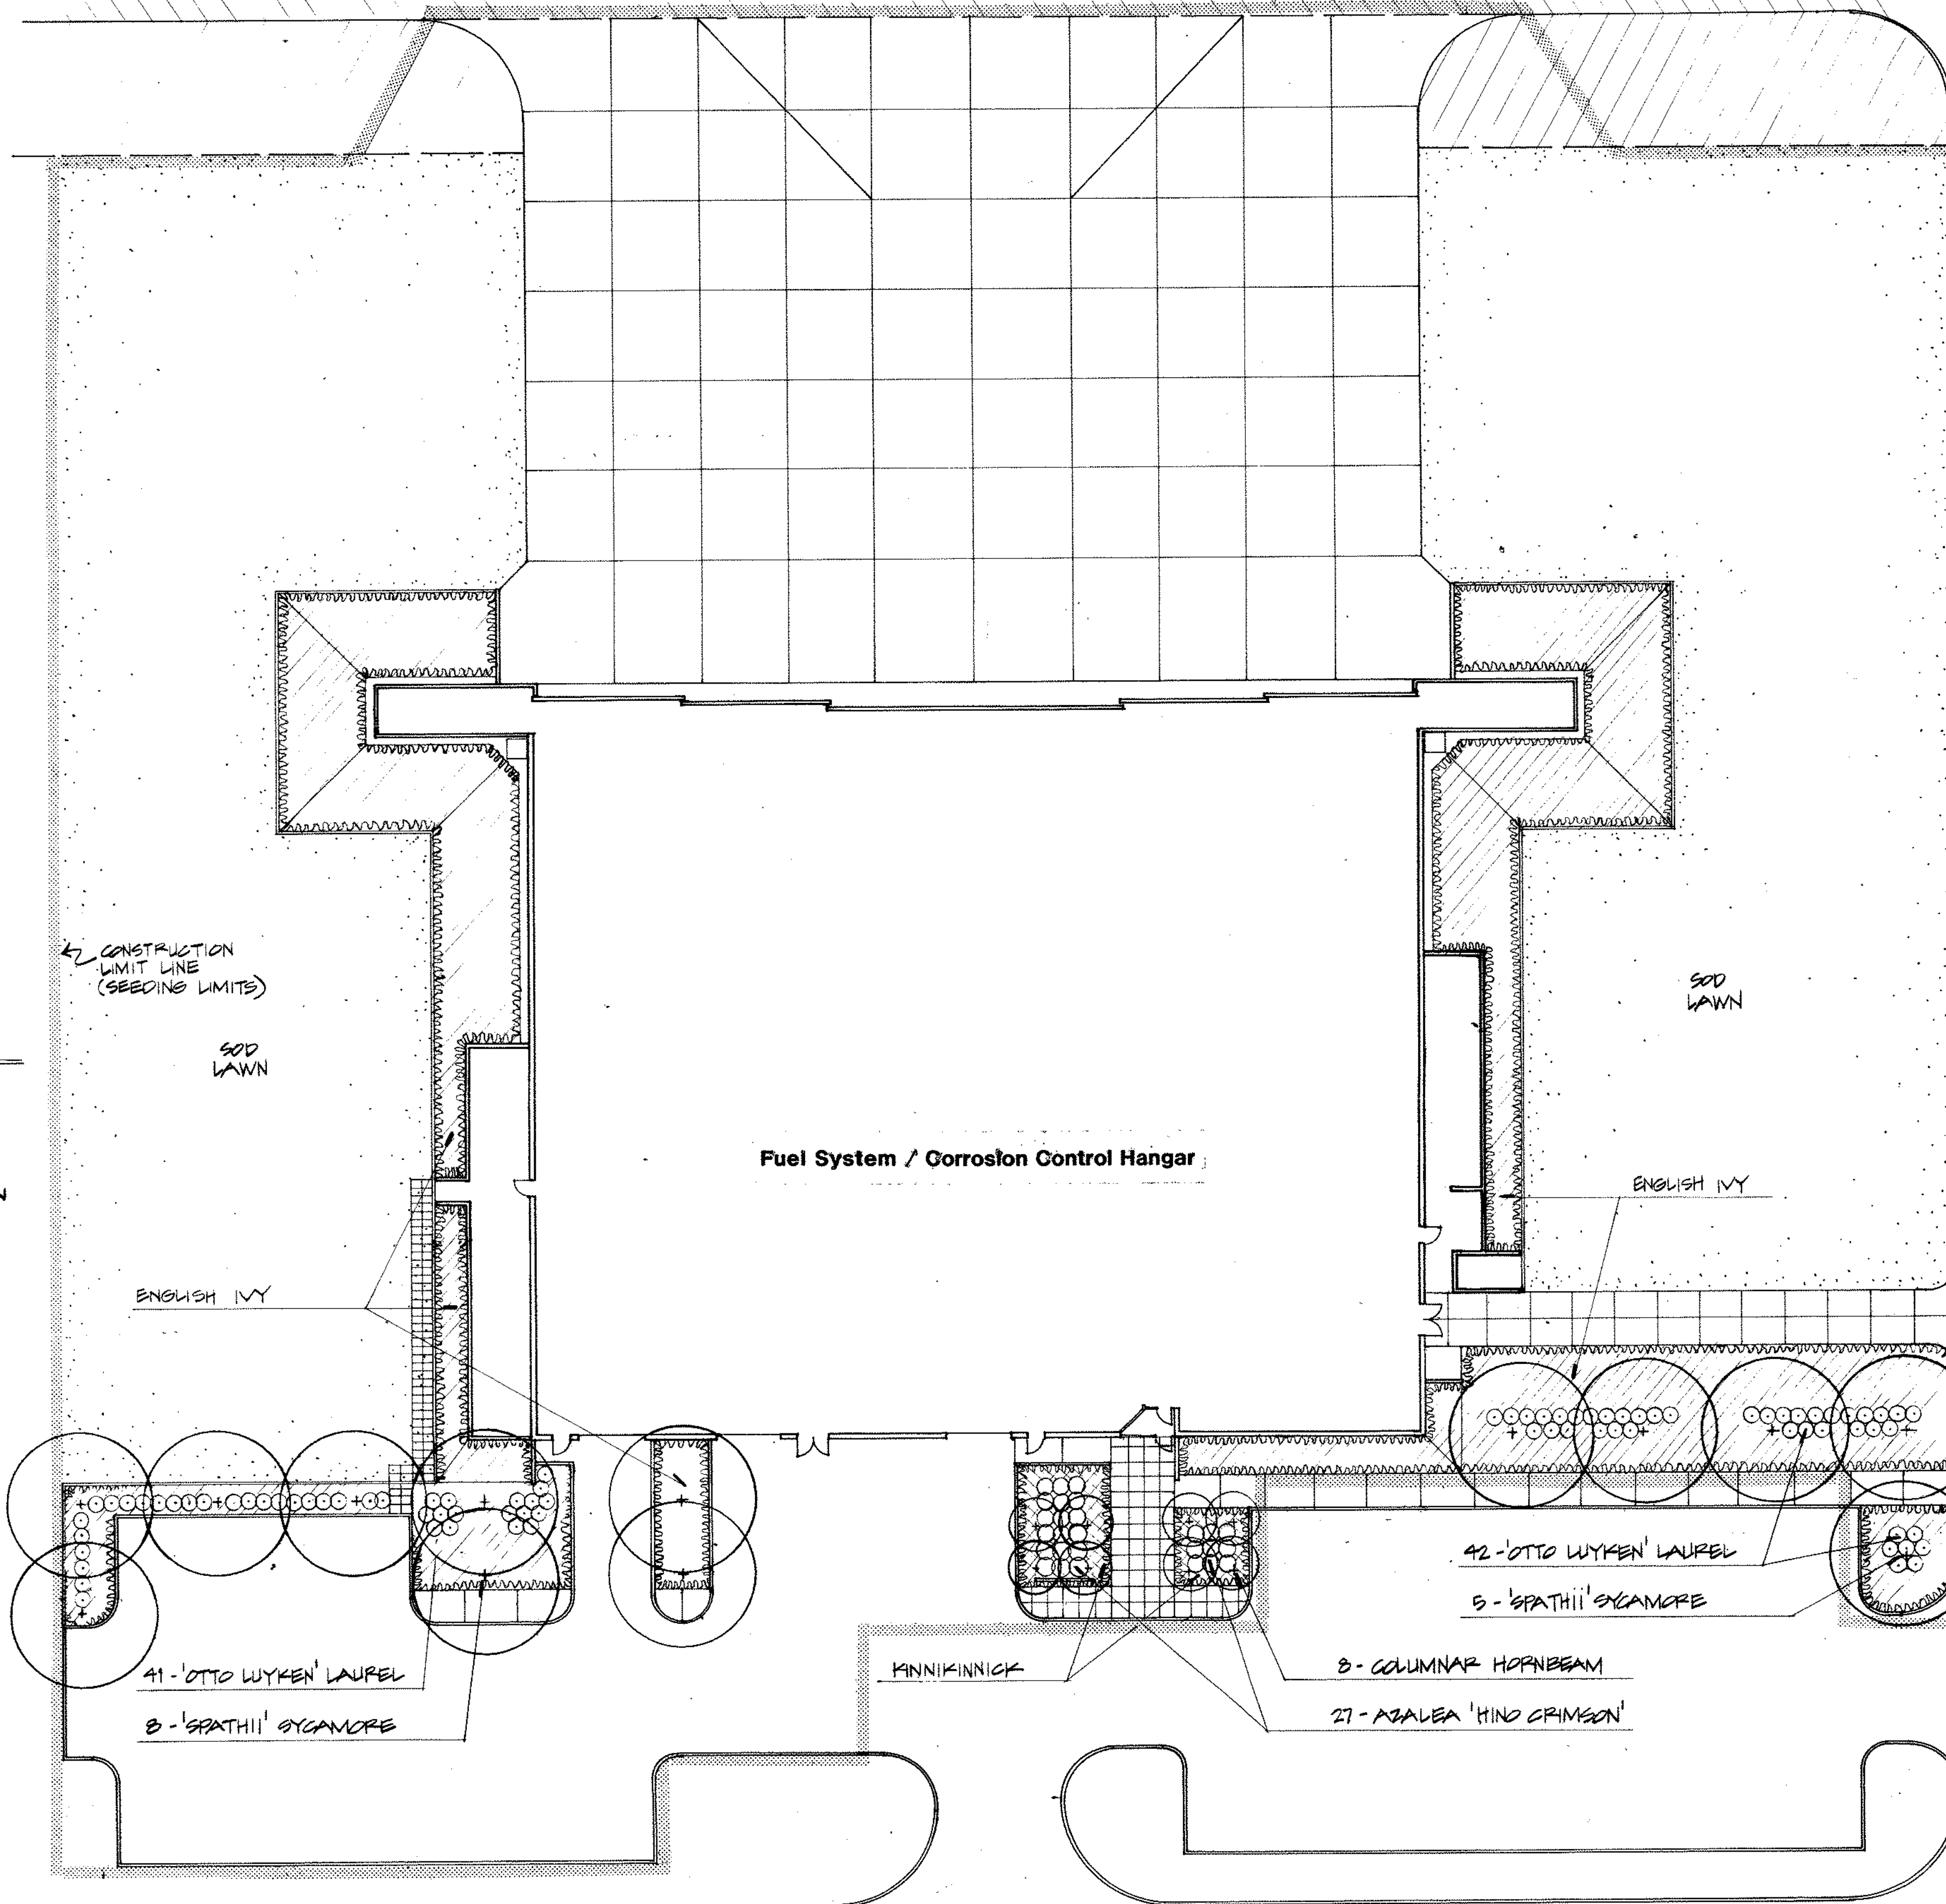 CONSTRUCTION
LIMIT LINE
(SEEDING LIMITS)
SOD
LAWN
SOD
LAWN
Fuel System / Corrosion Control Hangar
ENGLISH IVY
ENGLISH IVY
42-'OTTO LUYKEN' LAUREL
5-'SPATHII' SYCAMORE
41-'OTTO LUYKEN' LAUREL
8-'SPATHII' SYCAMORE
KINNIKINNICK
8- COLUMNAR HORNBEAM
27-AZALEA 'HINO CRIMSON'